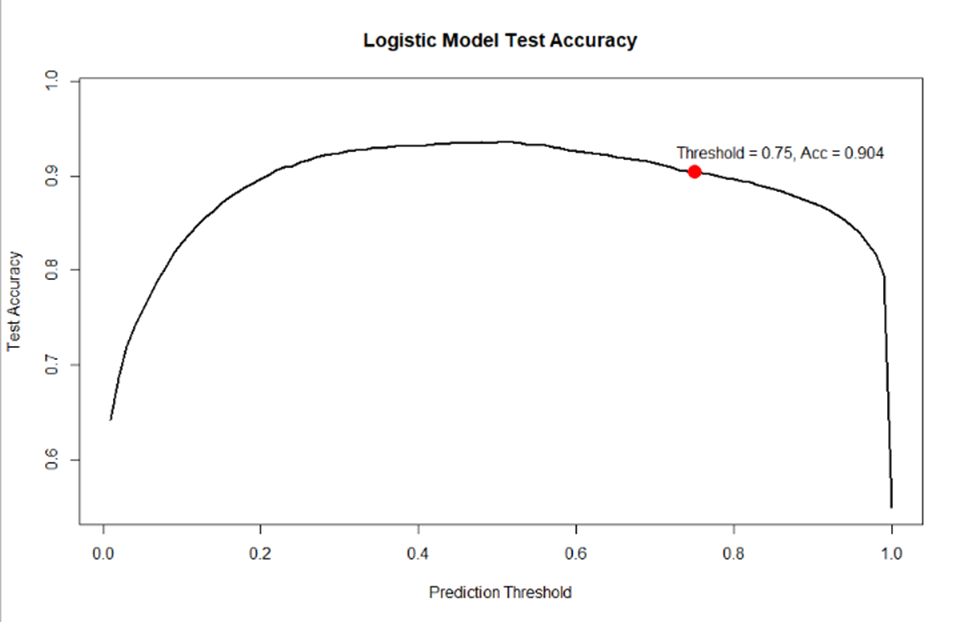 Logistic Model Test Accuracy
Threshold = 0.75, Acc = 0.904
1.0
0.9
0.8
0.7
0.6
Test Accuracy
0.0 0.2 0.4 0.6 0.8 1.0
Prediction Threshold